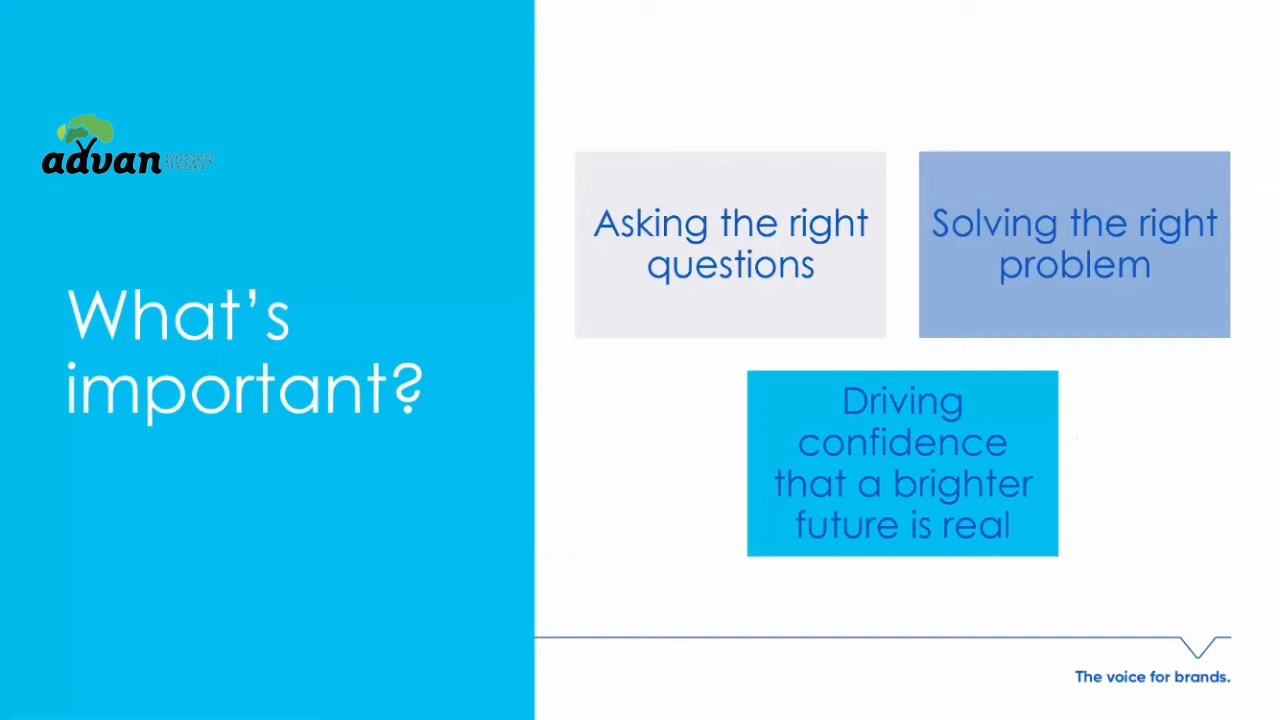 advan
What's
important?
Asking the right
questions
Solving the right
problem
Driving
confidence
that a brighter
future is real
The voice for brands.